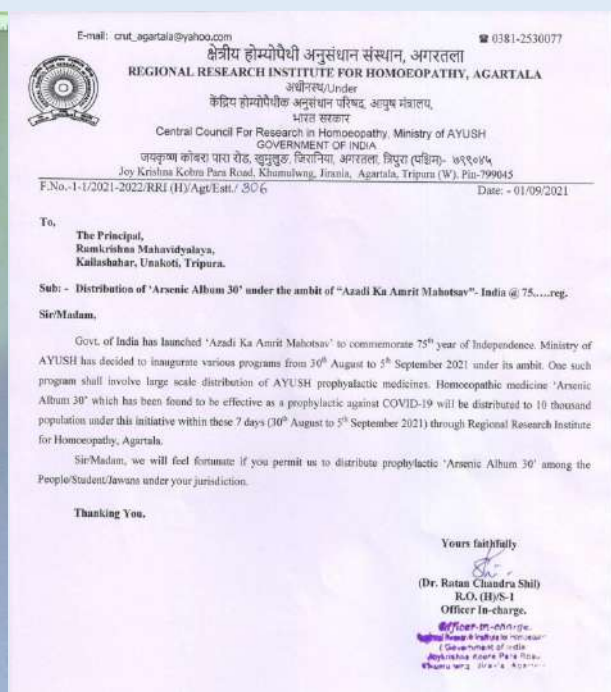 E-mail: crut_agartala@yahoo.com ☎ 0381-2530077
क्षेत्रीय होम्योपैथी अनुसंधान संस्थान, अगरतला
REGIONAL RESEARCH INSTITUTE FOR HOMOEOPATHY, AGARTALA
अधीनस्थ/Under
केंद्रिय होम्योपैथीक अनुसंधान परिषद, आयुष मंत्रालय,
भारत सरकार
Central Council For Research in Homoeopathy, Ministry of AYUSH
GOVERNMENT OF INDIA
जयकृष्ण कोबरा पारा रोड, खुमुलुङ, जिरानिया, अगरतला, त्रिपुरा (पश्चिम)- ७९९०४५
Joy Krishna Kobra Para Road, Khumulwng, Jirania, Agartala, Tripura (W). Pin-799045
F.No.-1-1/2021-2022/RRI (H)/Agt/Estt./ 306 Date: - 01/09/2021
To,
The Principal,
Ramkrishna Mahavidyalaya,
Kailashahar, Unakoti, Tripura.
Sub: - Distribution of 'Arsenic Album 30' under the ambit of "Azadi Ka Amrit Mahotsav"- India @ 75.....reg.
Sir/Madam,
Govt. of India has launched 'Azadi Ka Amrit Mahotsav' to commemorate 75th year of Independence. Ministry of
AYUSH has decided to inaugurate various programs from 30th August to 5th September 2021 under its ambit. One such
program shall involve large scale distribution of AYUSH prophyalactic medicines. Homoeopathic medicine 'Arsenic
Album 30' which has been found to be effective as a prophylactic against COVID-19 will be distributed to 10 thousand
population under this initiative within these 7 days (30th August to 5th September 2021) through Regional Research Institute
for Homoeopathy, Agartala.
Sir/Madam, we will feel fortunate if you permit us to distribute prophylactic 'Arsenic Album 30' among the
People/Student/Jawans under your jurisdiction.
Thanking You.
Yours faithfully
(Dr. Ratan Chandra Shil)
R.O. (H)/S-1
Officer In-charge.
Officer-in-charge.
(Government of India